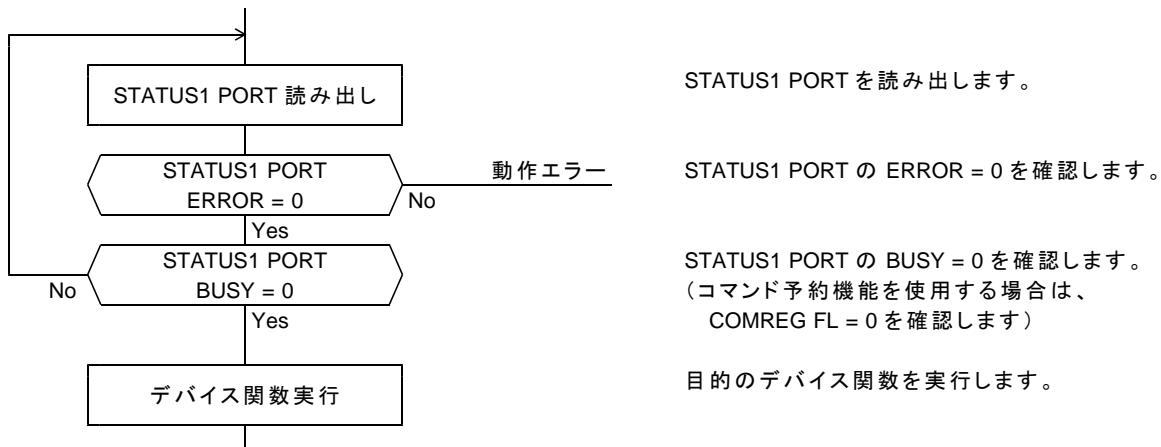 STATUS1 PORT 読み出し
STATUS1 PORT を読み出します。
STATUS1 PORT
ERROR = 0
動作エラー
No
Yes
STATUS1 PORT の ERROR = 0 を確認します。
STATUS1 PORT
BUSY = 0
No
Yes
STATUS1 PORT の BUSY = 0 を確認します。
(コマンド予約機能を使用する場合は、
COMREG FL = 0 を確認します)
デバイス関数実行
目的のデバイス関数を実行します。